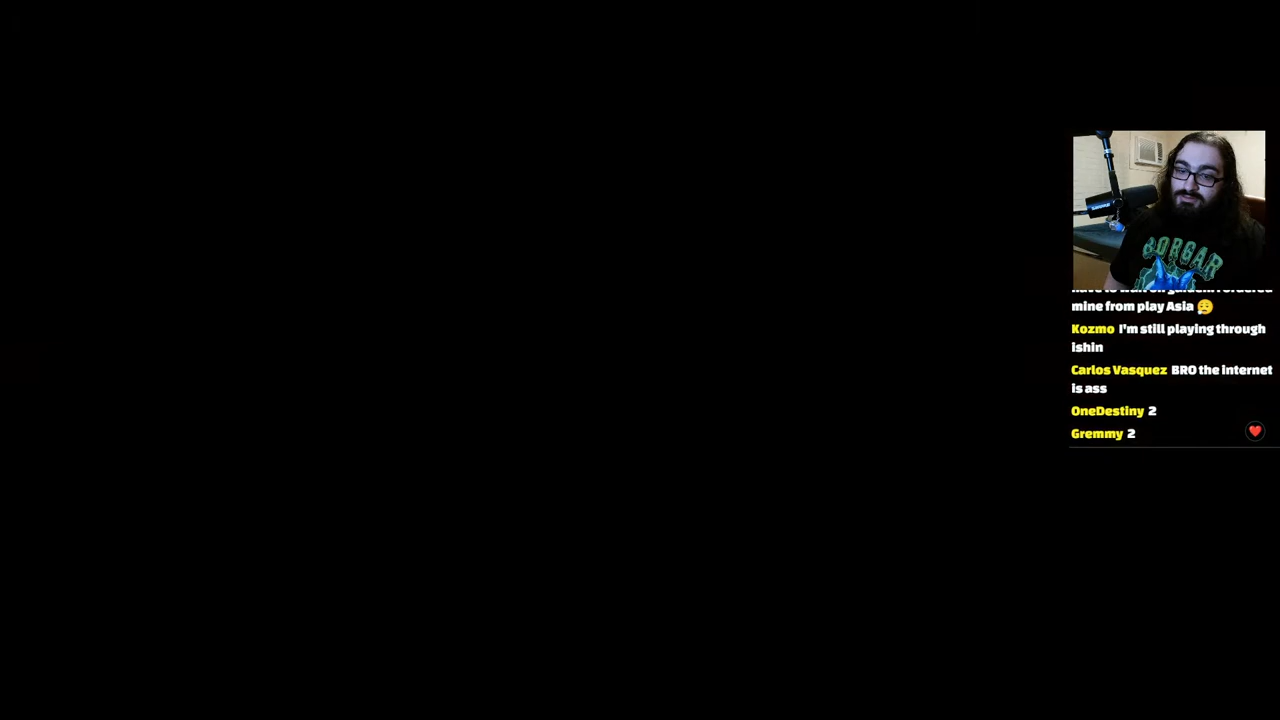 BORGAR
mine from play Asia 😮‍💨
Kozmo I'm still playing through
ishin
Carlos Vasquez BRO the internet
is ass
OneDestiny 2
Gremmy 2